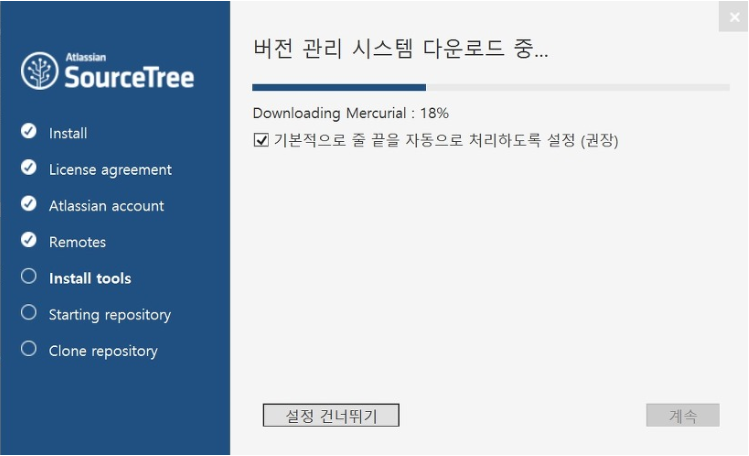 Atlassian
SourceTree
Install
License agreement
Atlassian account
Remotes
Install tools
Starting repository
Clone repository
버전 관리 시스템 다운로드 중...
Downloading Mercurial : 18%
기본적으로 줄 끝을 자동으로 처리하도록 설정 (권장)
설정 건너뛰기
계속